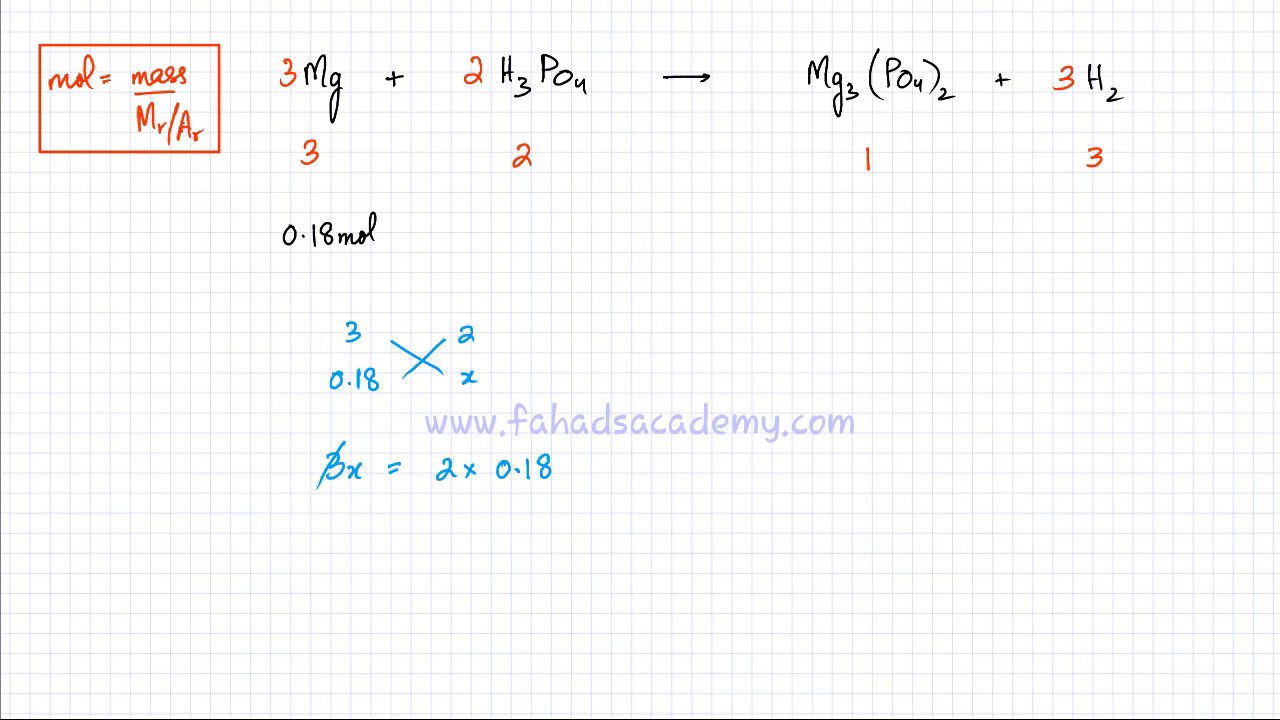 mol = mass / Mr/Ar
3Mg + 2H₃PO₄ → Mg₃(PO₄)₂ + 3H₂
3 2 1 3
0.18mol
3 2
0.18 x
www.fahadsacademy.com
3x = 2 × 0.18